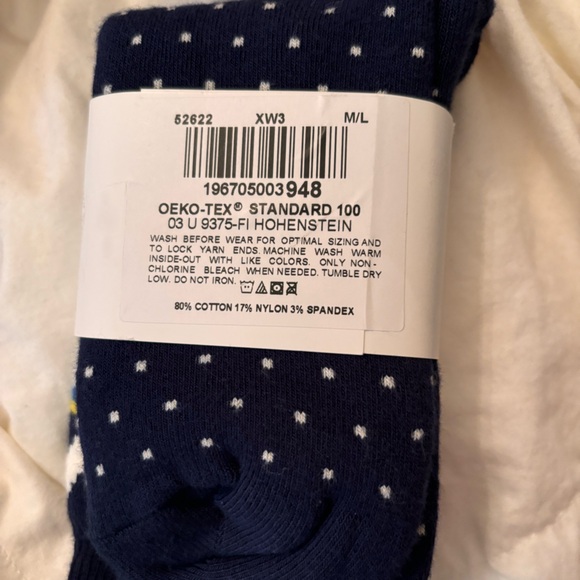 52622 XW3 M/L
196705003948
OEKO-TEX® STANDARD 100
03 U 9375-FI HOHENSTEIN
WASH BEFORE WEAR FOR OPTIMAL SIZING AND
TO LOCK YARN ENDS. MACHINE WASH WARM
INSIDE-OUT WITH LIKE COLORS. ONLY NON-
CHLORINE BLEACH WHEN NEEDED. TUMBLE DRY
LOW. DO NOT IRON.
80% COTTON 17% NYLON 3% SPANDEX